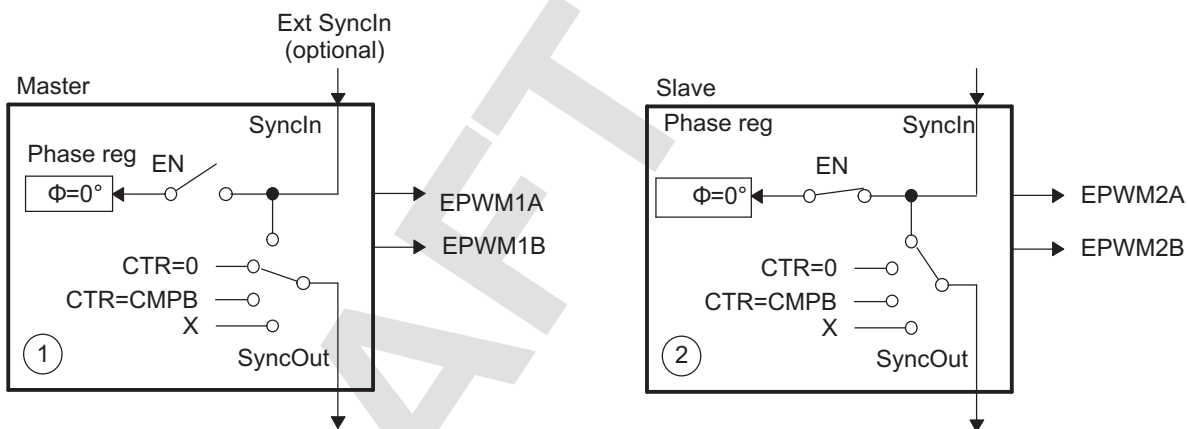 Ext SyncIn
(optional)
Master
SyncIn
Phase reg
EN
Φ=0°
EPWM1A
EPWM1B
CTR=0
CTR=CMPB
X
1
SyncOut
Slave
Phase reg
SyncIn
EN
Φ=0°
EPWM2A
EPWM2B
CTR=0
CTR=CMPB
X
2
SyncOut